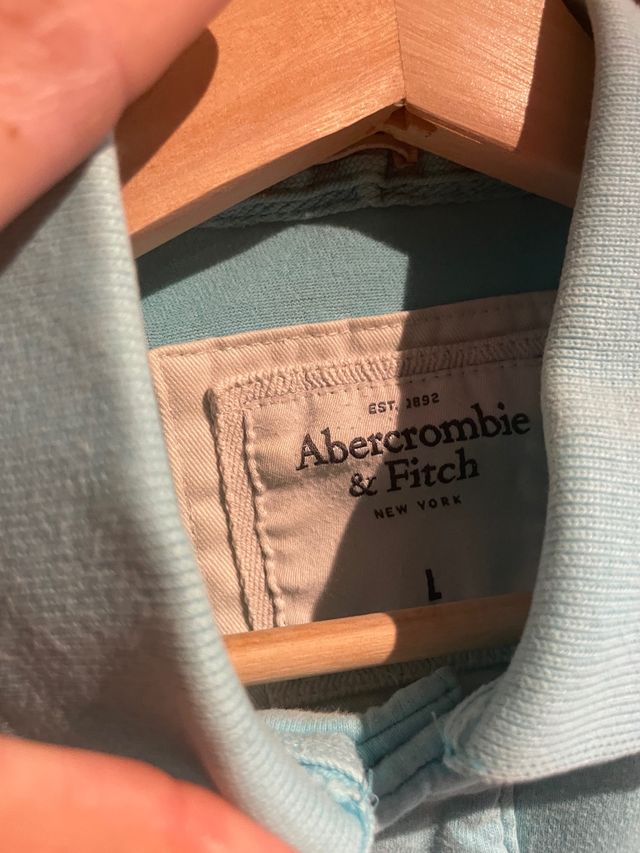 EST. 1892
Abercrombie
& Fitch
NEW YORK
L